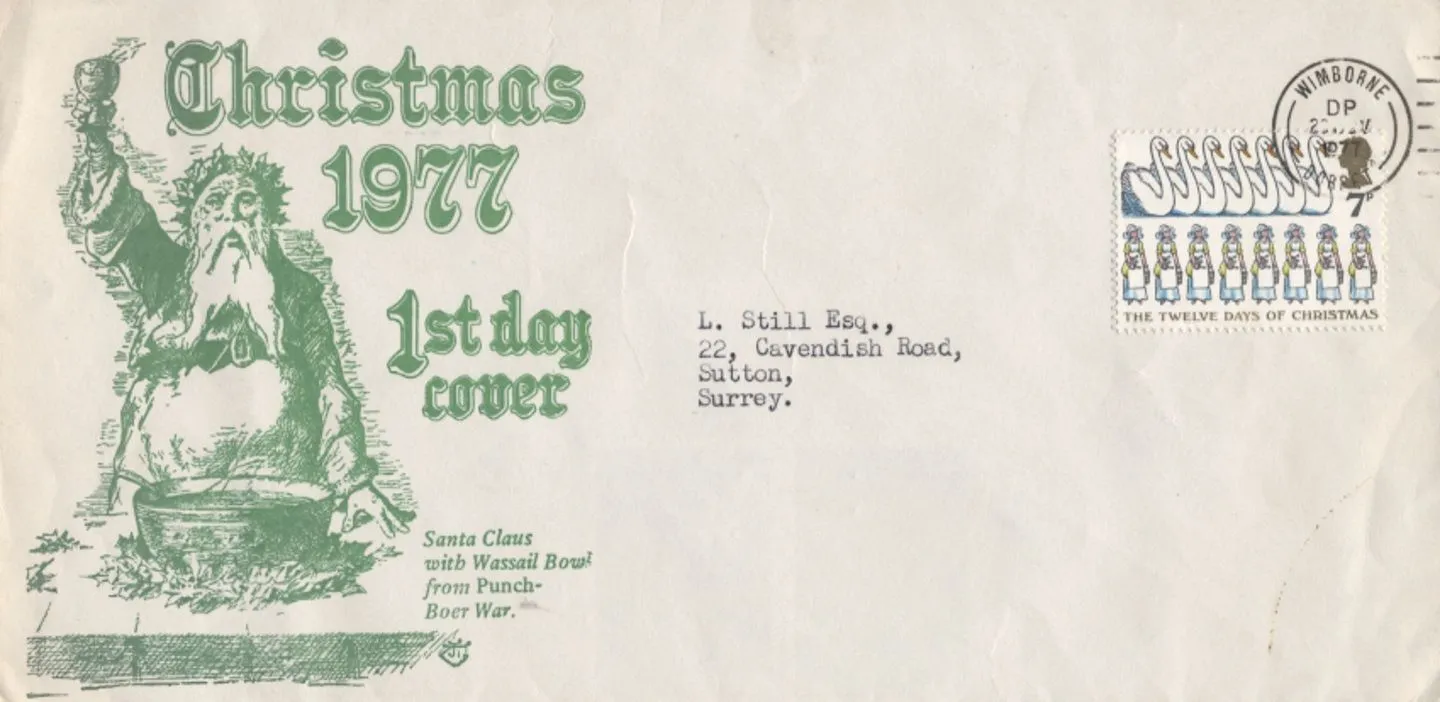 Christmas
1977
1st day
cover
Santa Claus
with Wassail Bowl
from Punch-
Boer War.
L. Still Esq.,
22, Cavendish Road,
Sutton,
Surrey.
WIMBORNE
DP
1977
DORSET
7P
THE TWELVE DAYS OF CHRISTMAS